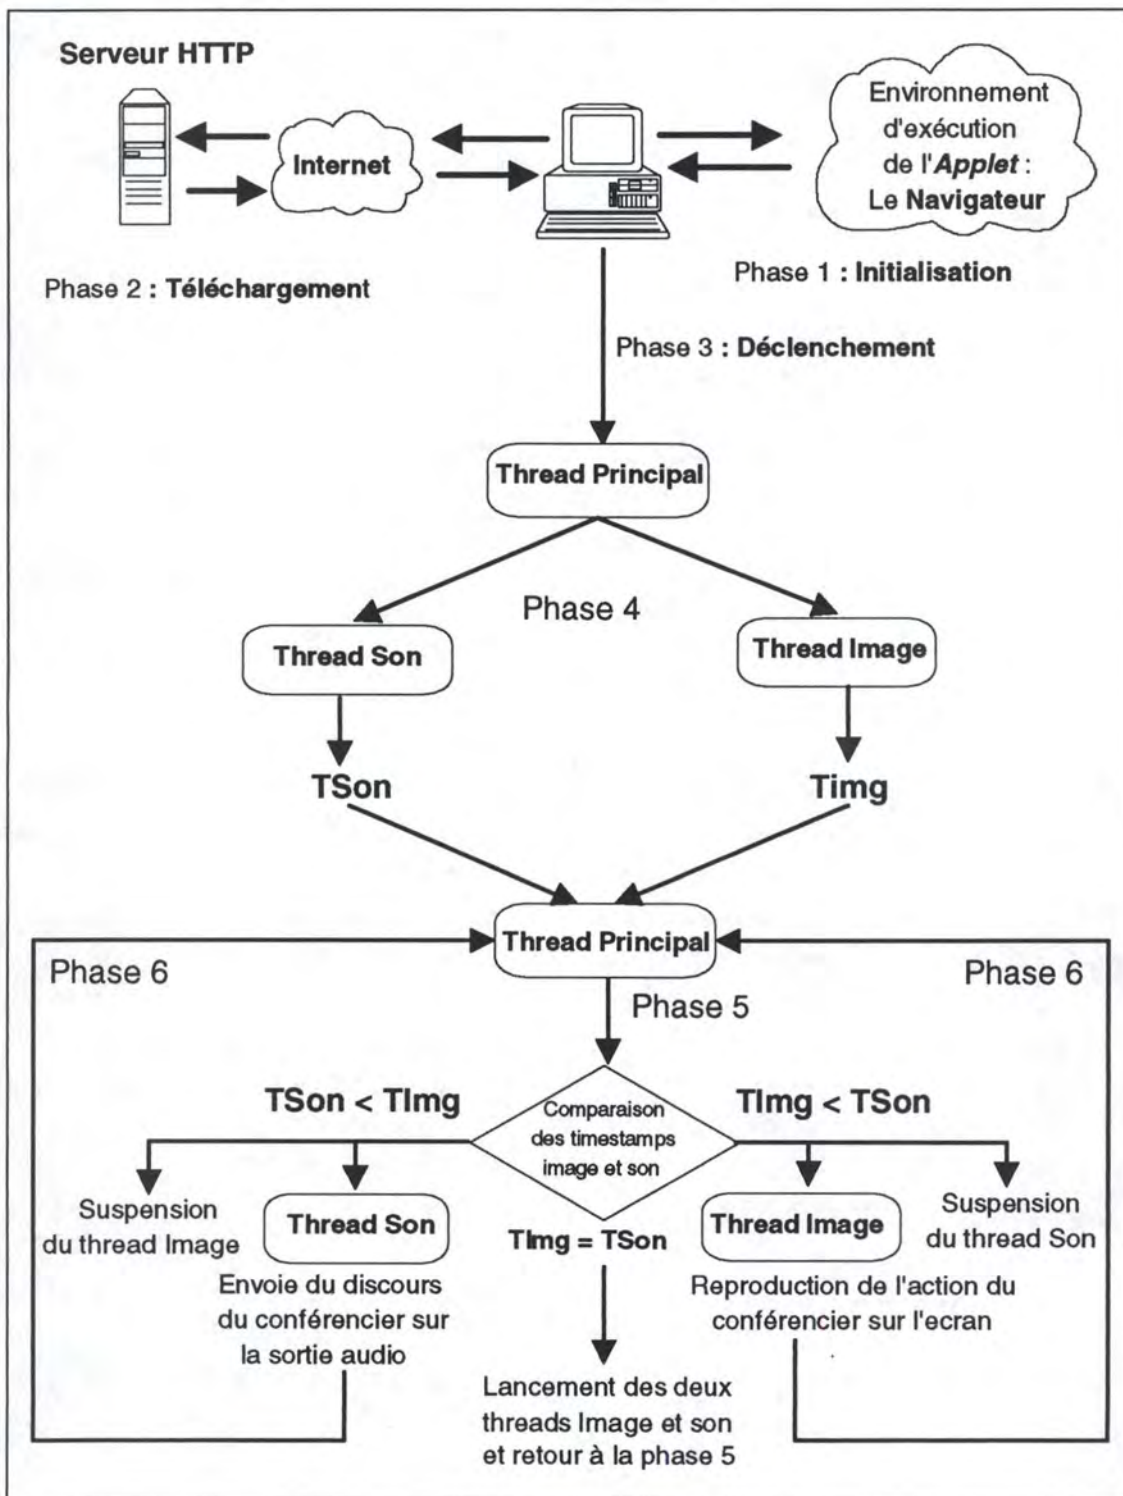 Serveur HTTP
Internet
Environnement
d'exécution
de l'Applet :
Le Navigateur
Phase 2 : Téléchargement
Phase 1 : Initialisation
Phase 3 : Déclenchement
Thread Principal
Phase 4
Thread Son
Thread Image
TSon
Timg
Thread Principal
Phase 6
Phase 6
Phase 5
TSon < TImg
TImg < TSon
Comparaison
des timestamps
image et son
Suspension
du thread Image
Thread Son
Envoie du discours
du conférencier sur
la sortie audio
TImg = TSon
Lancement des deux
threads Image et son
et retour à la phase 5
Thread Image
Reproduction de l'action du
conférencier sur l'ecran
Suspension
du thread Son